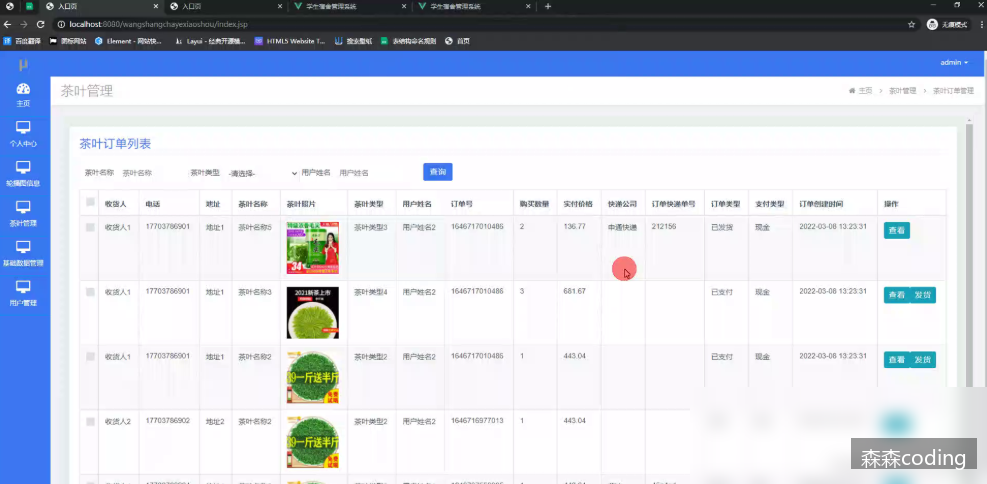 入口页
入口页
学生宿舍管理系统
学生宿舍管理系统
localhost:8080/wangshangchayexiaoshou/index.jsp
无痕模式
百度翻译
图标网站
Element - 网站快...
Layui - 经典开源模...
HTML5 Website T...
搜索壁纸
表结构命名规则
首页
admin
主页
个人中心
轮播图信息
茶叶管理
基础数据管理
用户管理
茶叶管理
主页 > 茶叶管理 > 茶叶订单管理
茶叶订单列表
茶叶名称 茶叶名称 茶叶类型 -请选择- 用户姓名 用户姓名 查询
收货人 电话 地址 茶叶名称 茶叶照片 茶叶类型 用户姓名 订单号 购买数量 实付价格 快递公司 订单快递单号 订单类型 支付类型 订单创建时间 操作
收货人1 17703786901 地址1 茶叶名称5 茶叶类型3 用户姓名2 1646717010485 2 136.77 申通快递 212156 已发货 现金 2022-03-08 13:23:31 查看
收货人1 17703786901 地址1 茶叶名称3 2021新茶上市 茶叶类型4 用户姓名2 1646717010485 3 681.67 已支付 现金 2022-03-08 13:23:31 查看 发货
收货人1 17703786901 地址1 茶叶名称2 一斤送半斤 茶叶类型2 用户姓名2 1646717010485 1 443.04 已支付 现金 2022-03-08 13:23:31 查看 发货
收货人2 17703786902 地址2 茶叶名称2 一斤送半斤 茶叶类型2 用户姓名2 1646716977013 1 443.04
森森coding